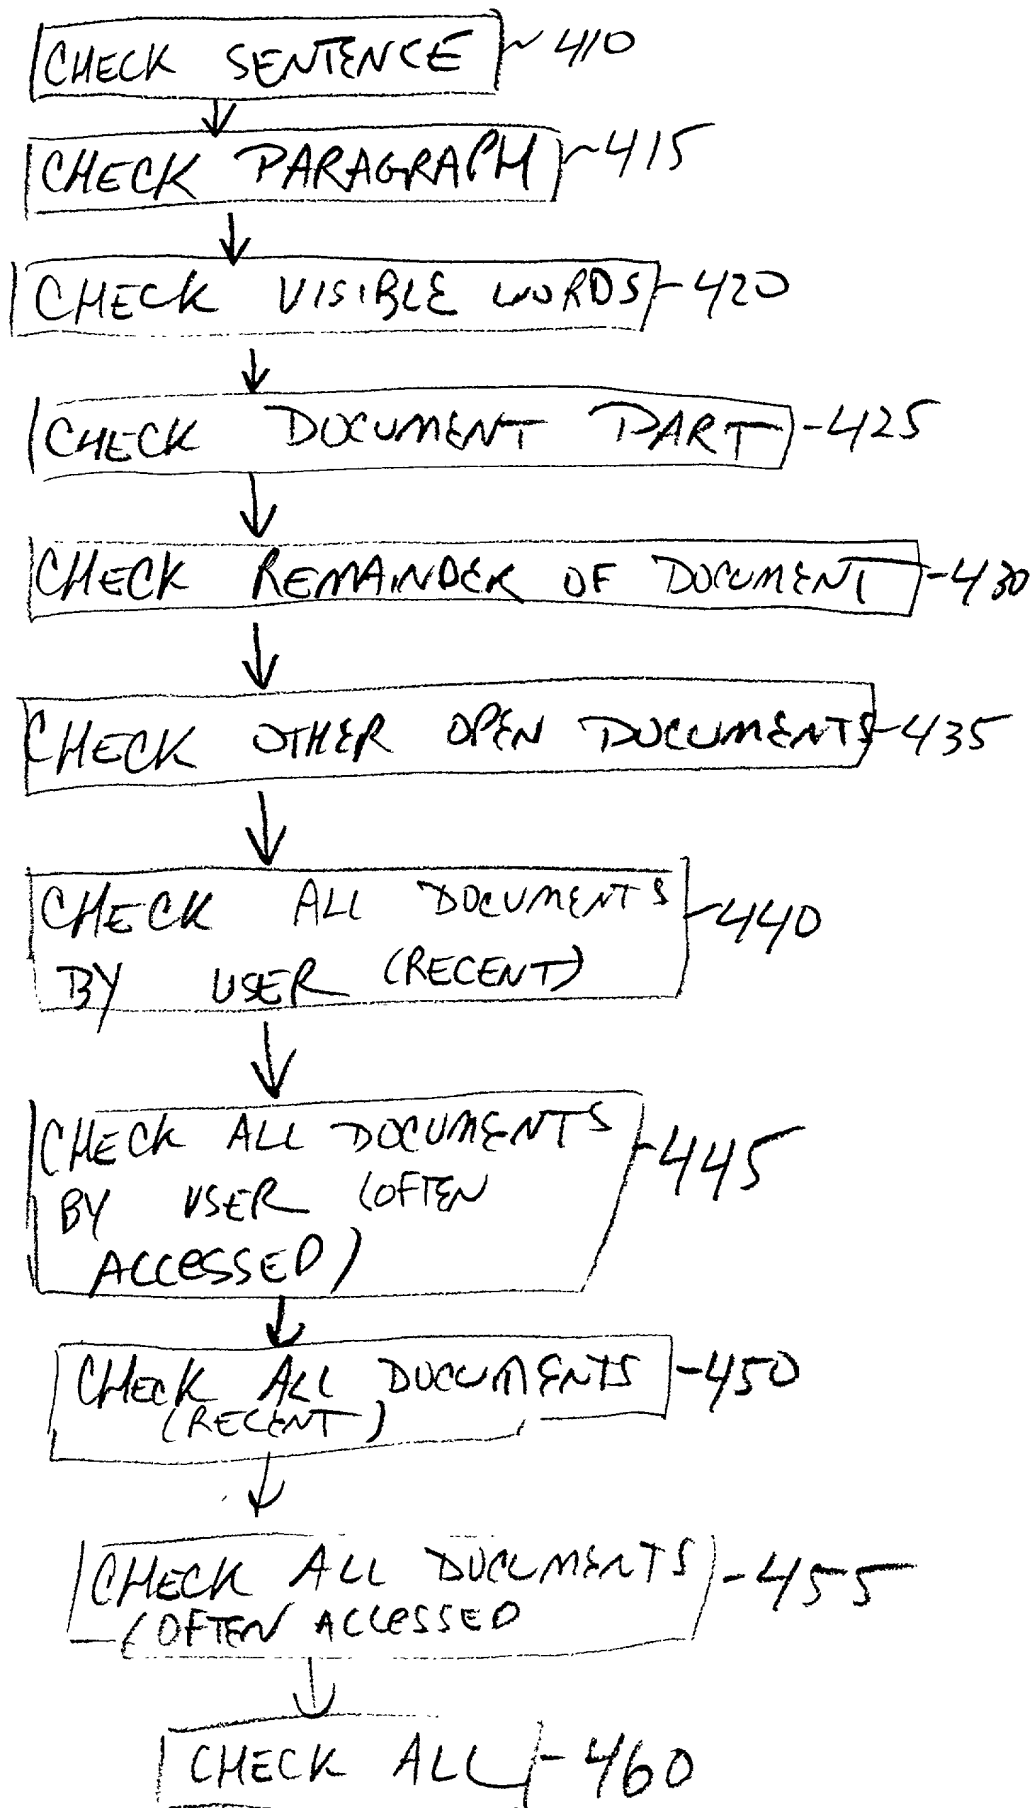 CHECK SENTENCE ~ 410
CHECK PARAGRAPH ~ 415
CHECK VISIBLE WORDS - 420
CHECK DOCUMENT PART - 425
CHECK REMAINDER OF DOCUMENT - 430
CHECK OTHER OPEN DOCUMENTS - 435
CHECK ALL DOCUMENTS - 440
BY USER (RECENT)
CHECK ALL DOCUMENTS - 445
BY USER (OFTEN
ACCESSED)
CHECK ALL DOCUMENTS - 450
(RECENT)
CHECK ALL DOCUMENTS - 455
(OFTEN ACCESSED
CHECK ALL - 460